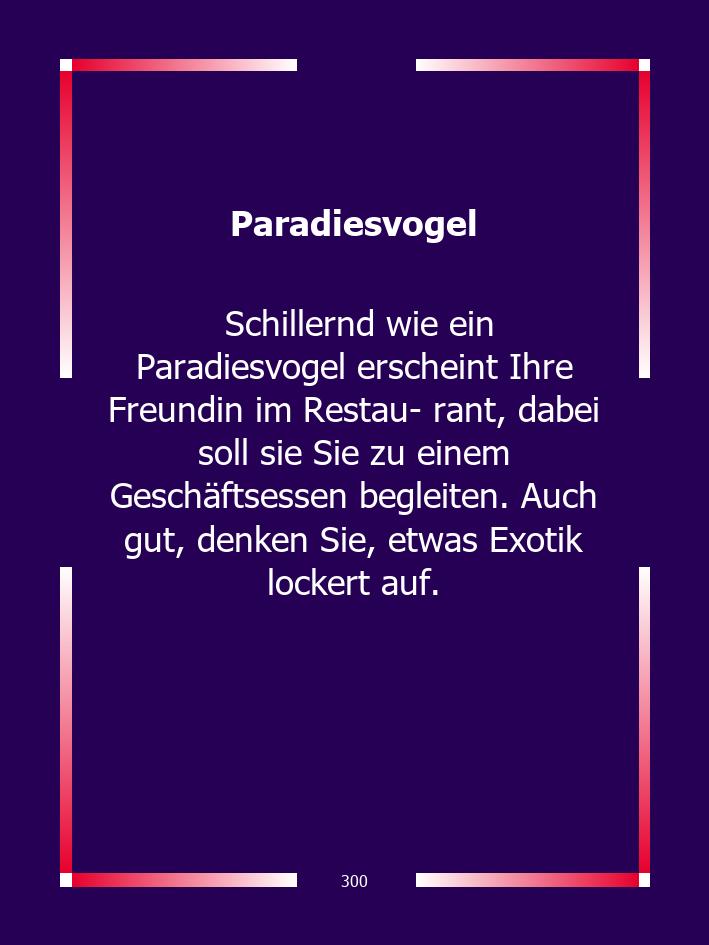 Paradiesvogel
Schillernd wie ein
Paradiesvogel erscheint Ihre
Freundin im Restau- rant, dabei
soll sie Sie zu einem
Geschäftsessen begleiten. Auch
gut, denken Sie, etwas Exotik
lockert auf.
300